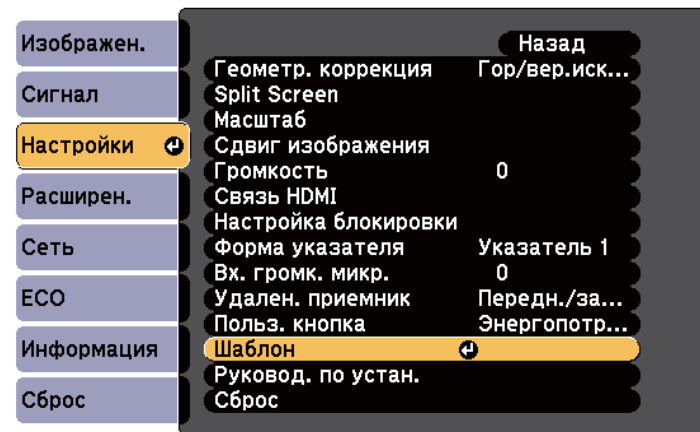 Изображен.
Сигнал
Настройки
Расширен.
Сеть
ECO
Информация
Сброс
Назад
Геометр. коррекция Гор/вер.иск...
Split Screen
Масштаб
Сдвиг изображения
Громкость 0
Связь HDMI
Настройка блокировки
Форма указателя Указатель 1
Вх. громк. микр. 0
Удален. приемник Передн./за...
Польз. кнопка Энергопотр...
Шаблон
Руковод. по устан.
Сброс